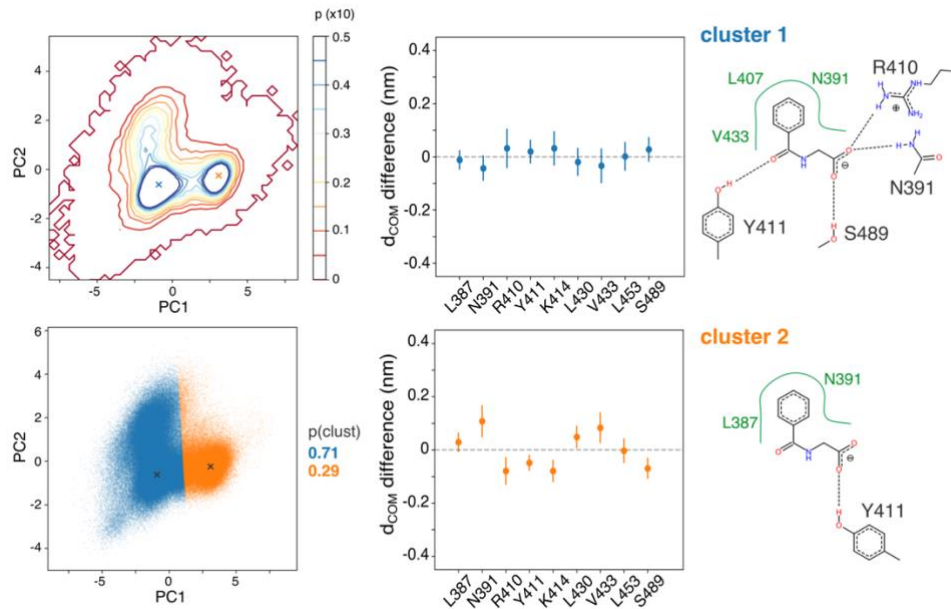 p (x10)
4
2
0
-2
-4
PC2
-5
0
5
PC1
0.5
0.4
0.3
0.2
0.1
0
0.4
0.2
0
-0.2
-0.4
dCOM difference (nm)
L387
N391
R410
Y411
K414
L430
V433
L453
S489
cluster 1
R410
L407
N391
V433
H
H
N
NH
NH2
⊕
O
NH
O
⊖
O
H
N
H
O
N391
H
O
Y411
H
O
S489
6
4
2
0
-2
-4
PC2
-5
0
5
PC1
p(clust)
0.71
0.29
0.4
0.2
0
-0.2
-0.4
dCOM difference (nm)
L387
N391
R410
Y411
K414
L430
V433
L453
S489
cluster 2
N391
L387
O
NH
O
⊖
O
H
O
Y411